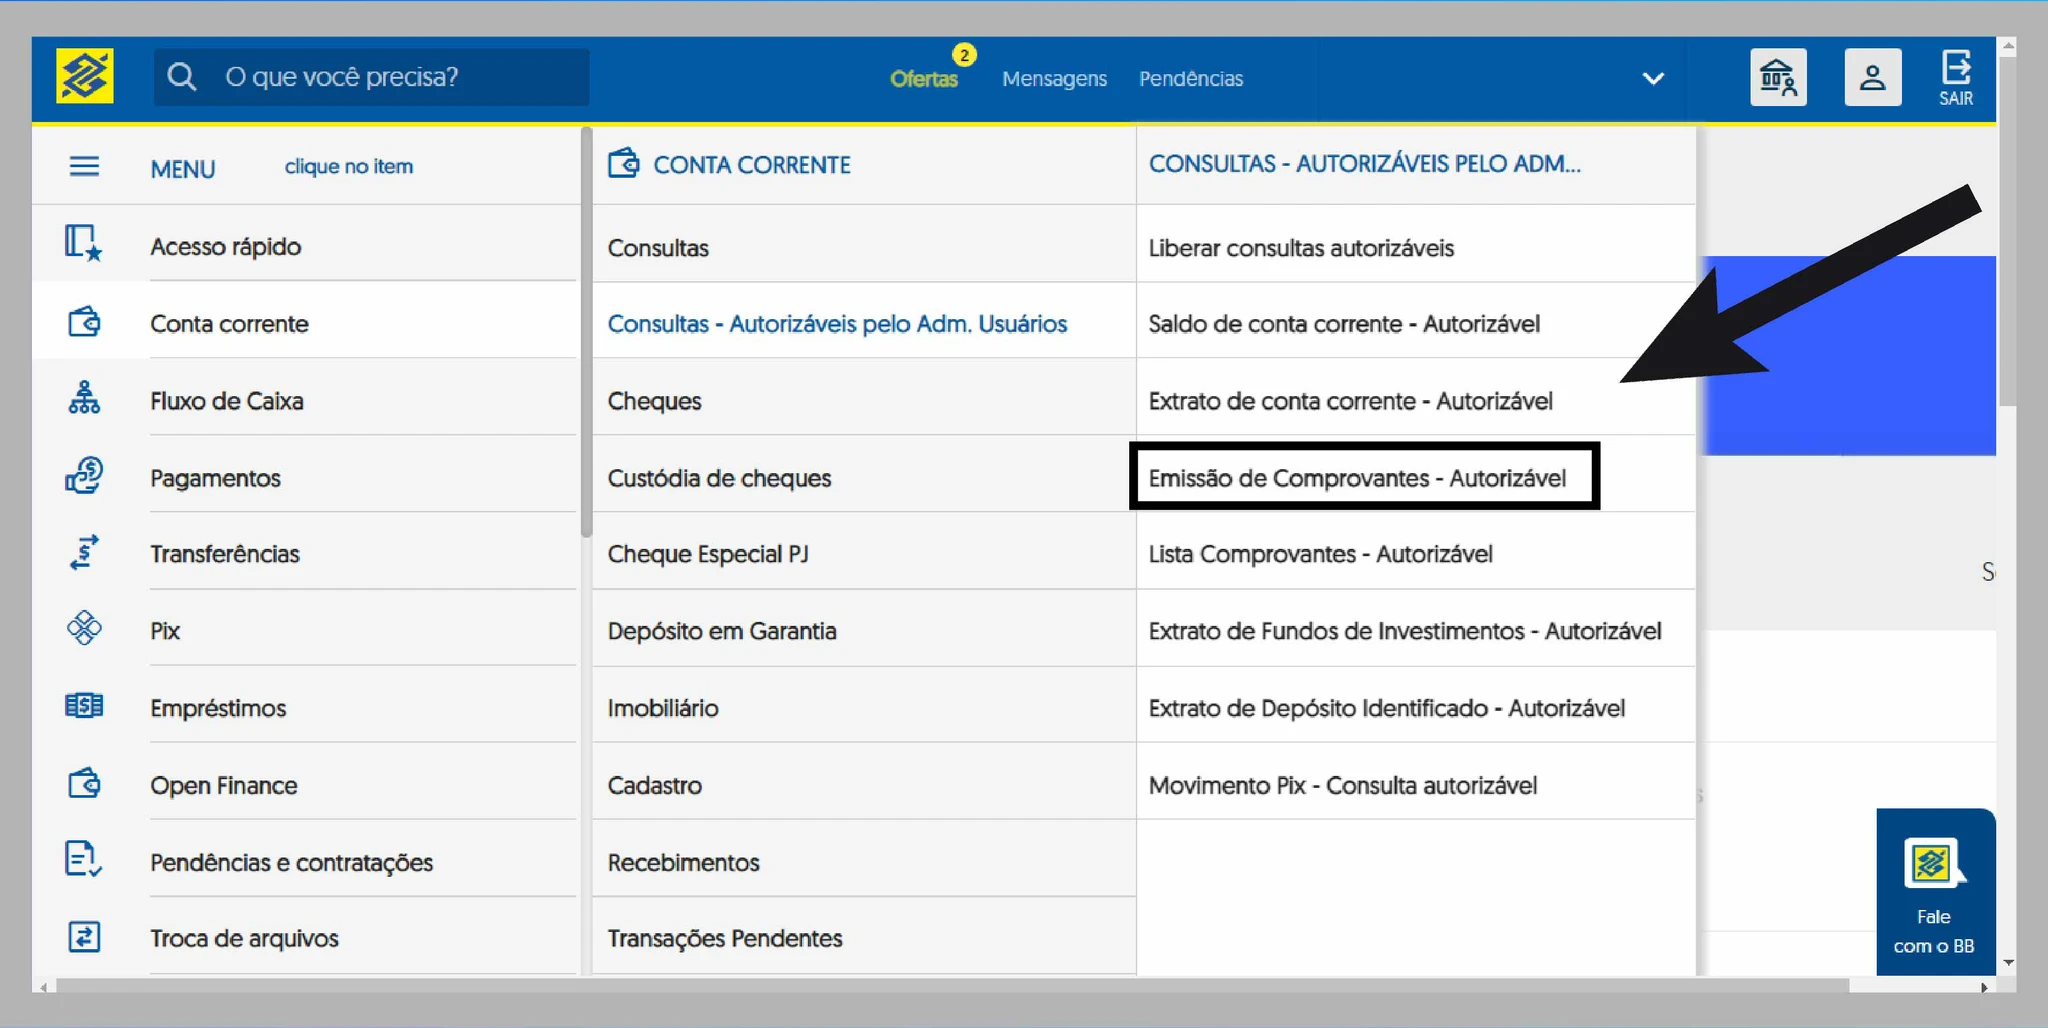 O que você precisa?
Ofertas
2
Mensagens
Pendências
SAIR
MENU
clique no item
Acesso rápido
Conta corrente
Fluxo de Caixa
Pagamentos
Transferências
Pix
Empréstimos
Open Finance
Pendências e contratações
Troca de arquivos
CONTA CORRENTE
Consultas
Consultas - Autorizáveis pelo Adm. Usuários
Cheques
Custódia de cheques
Cheque Especial PJ
Depósito em Garantia
Imobiliário
Cadastro
Recebimentos
Transações Pendentes
CONSULTAS - AUTORIZÁVEIS PELO ADM...
Liberar consultas autorizáveis
Saldo de conta corrente - Autorizável
Extrato de conta corrente - Autorizável
Emissão de Comprovantes - Autorizável
Lista Comprovantes - Autorizável
Extrato de Fundos de Investimentos - Autorizável
Extrato de Depósito Identificado - Autorizável
Movimento Pix - Consulta autorizável
Fale
com o BB